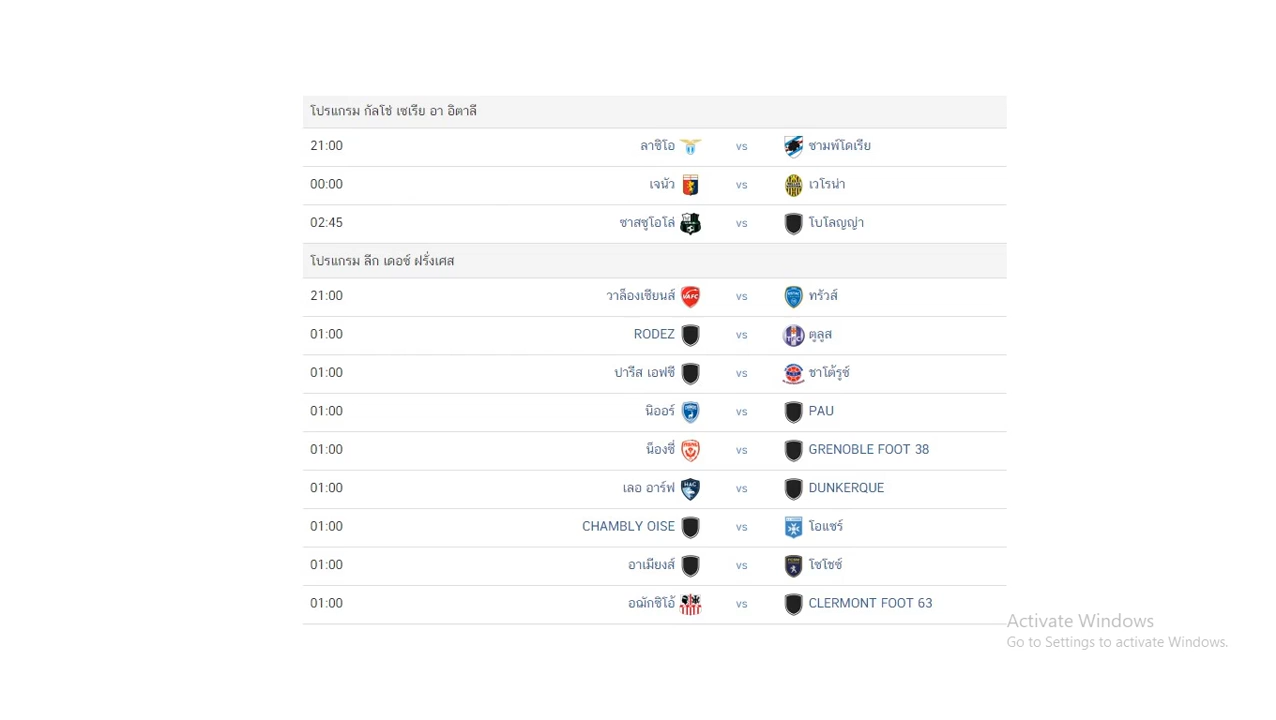 โปรแกรม กัลโช่ เซเรีย อา อิตาลี
21:00 ลาซิโอ vs ซามพ์โดเรีย
00:00 เจนัว vs เวโรน่า
02:45 ซาสซูโอโล่ vs โบโลญญ่า
โปรแกรม ลีก เดอซ์ ฝรั่งเศส
21:00 วาล็องเซียนส์ VAFC vs ทรัวส์
01:00 RODEZ vs ตูลูส
01:00 ปารีส เอฟซี vs ชาโต้รูซ์
01:00 นิออร์ vs PAU
01:00 น็องซี่ vs GRENOBLE FOOT 38
01:00 เลอ อาร์ฟ HAC vs DUNKERQUE
01:00 CHAMBLY OISE vs โอแซร์
01:00 อาเมียงส์ vs โซโชซ์
01:00 อฌักซิโอ้ vs CLERMONT FOOT 63
Activate Windows
Go to Settings to activate Windows.